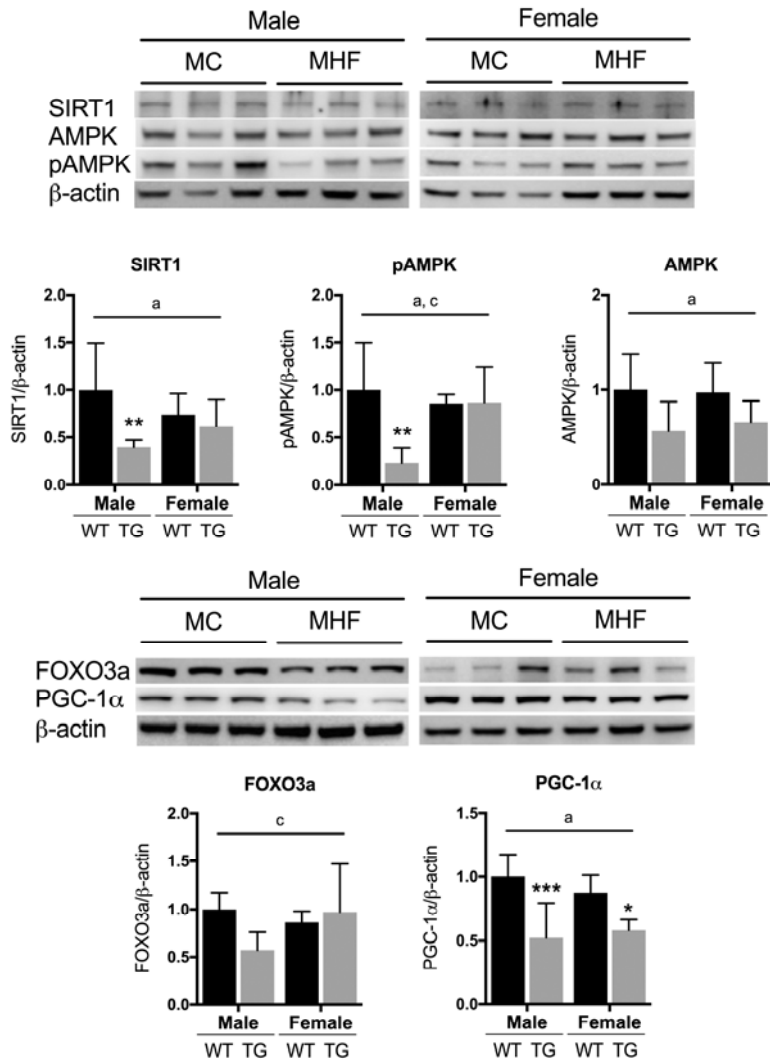 Male Female
MC MHF MC MHF
SIRT1
AMPK
pAMPK
β-actin
SIRT1 pAMPK AMPK
SIRT1/β-actin
2.0
1.5
1.0
0.5
0.0
a
**
Male Female
WT TG WT TG
pAMPK/β-actin
2.0
1.5
1.0
0.5
0.0
a, c
**
Male Female
WT TG WT TG
AMPK/β-actin
2
1
0
a
Male Female
WT TG WT TG
Male Female
MC MHF MC MHF
FOXO3a
PGC-1α
β-actin
FOXO3a PGC-1α
FOXO3a/β-actin
2.0
1.5
1.0
0.5
0.0
c
Male Female
WT TG WT TG
PGC-1α/β-actin
1.5
1.0
0.5
0.0
a
***
*
Male Female
WT TG WT TG